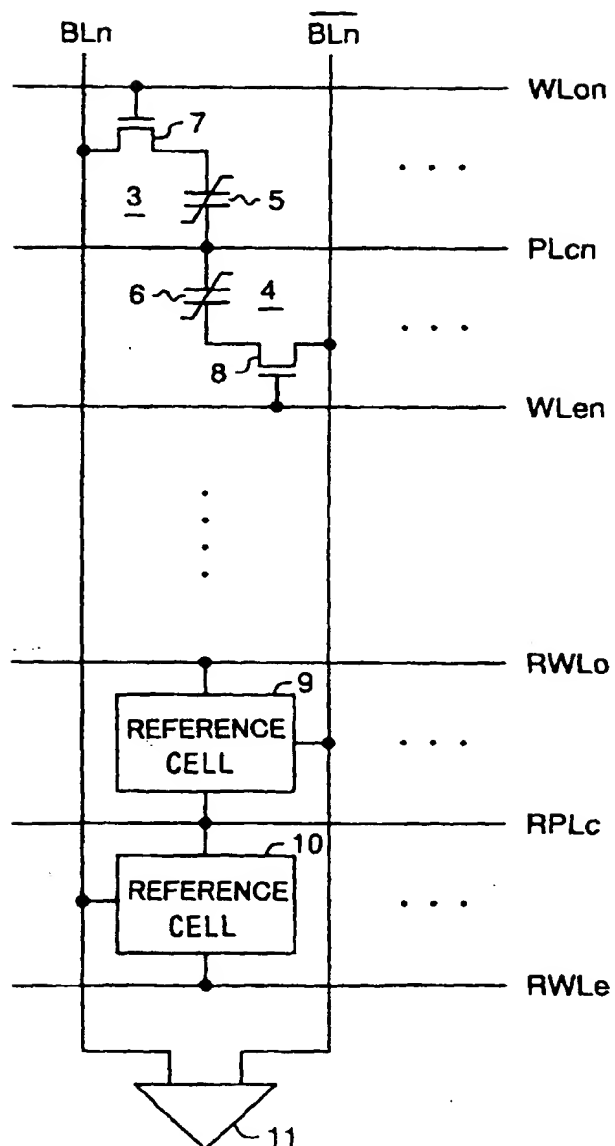 BLn
B̅L̅n̅
WLon
7
3
5
PLcn
6
4
8
WLen
RWLo
9
REFERENCE
CELL
RPLc
10
REFERENCE
CELL
RWLe
11